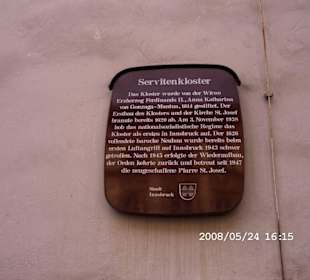 Servitenkloster
Das Kloster wurde von der Witwe
Erzherzog Ferdinands II., Anna Katharina
von Gonzaga-Mantua, 1614 gestiftet. Der
Erstbau des Klosters und der Kirche St. Josef
brannte bereits 1620 ab. Am 3. November 1938
hob das nationalsozialistische Regime das
Kloster als erstes in Innsbruck auf. Der 1626
vollendete barocke Neubau wurde bereits beim
ersten Luftangriff auf Innsbruck 1943 schwer
getroffen. Nach 1945 erfolgte der Wiederaufbau,
der Orden kehrte zurück und betreut seit 1947
die neugeschaffene Pfarre St. Josef.
Stadt
Innsbruck
2008/05/24 16:15